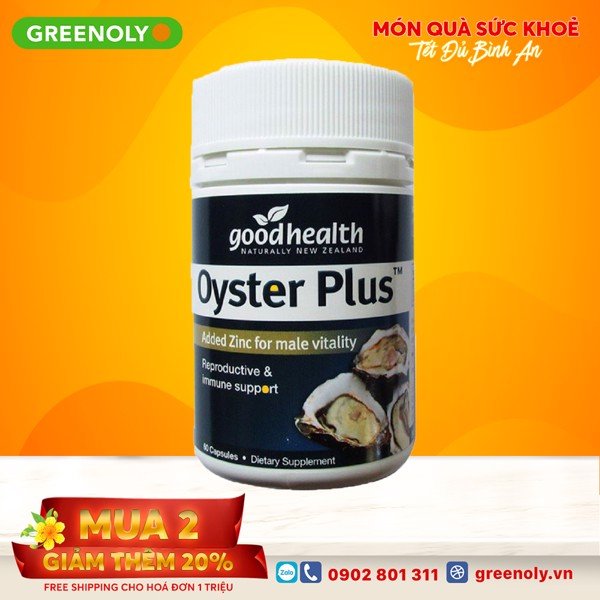 GREENOLY
MÓN QUÀ SỨC KHOẺ
Tết Đủ Bình An
goodhealth
NATURALLY NEW ZEALAND
Oyster Plus™
Added Zinc for male vitality
Reproductive &
immune support
60 Capsules • Dietary Supplement
MUA 2
GIẢM THÊM 20%
FREE SHIPPING CHO HOÁ ĐƠN 1 TRIỆU
Zalo
0902 801 311
greenoly.vn